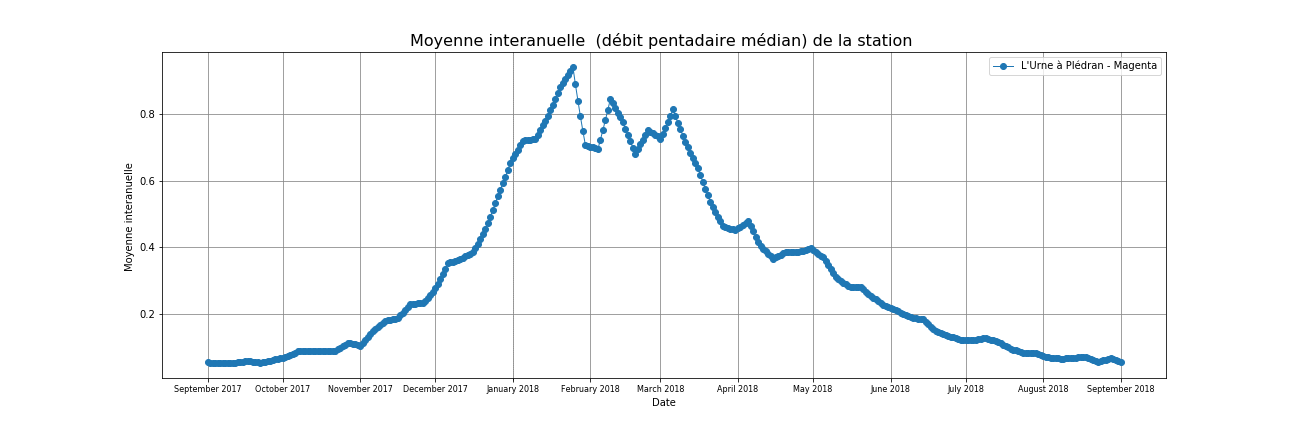 Moyenne interanuelle  (débit pentadaire médian) de la station
L'Urne à Plédran - Magenta
Moyenne interanuelle
0.8
0.6
0.4
0.2
September 2017 October 2017 November 2017 December 2017 January 2018 February 2018 March 2018 April 2018 May 2018 June 2018 July 2018 August 2018 September 2018
Date